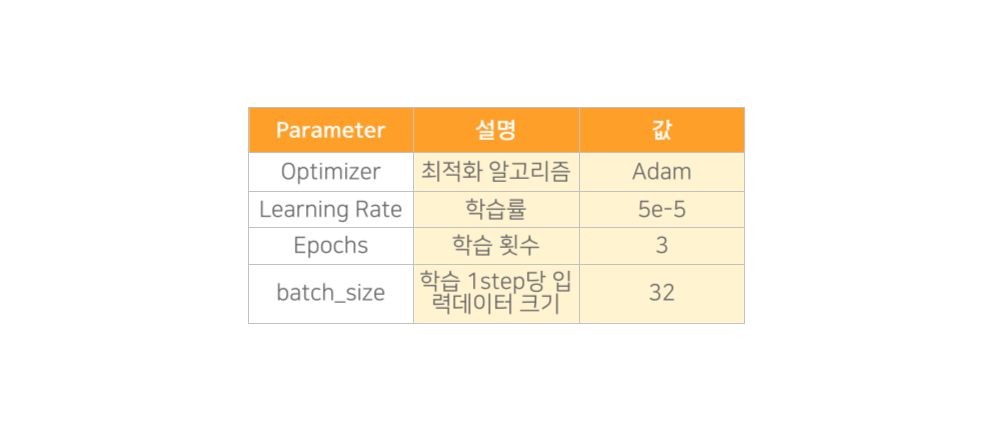 Parameter 설명 값
Optimizer 최적화 알고리즘 Adam
Learning Rate 학습률 5e-5
Epochs 학습 횟수 3
batch_size 학습 1step당 입 32
력데이터 크기